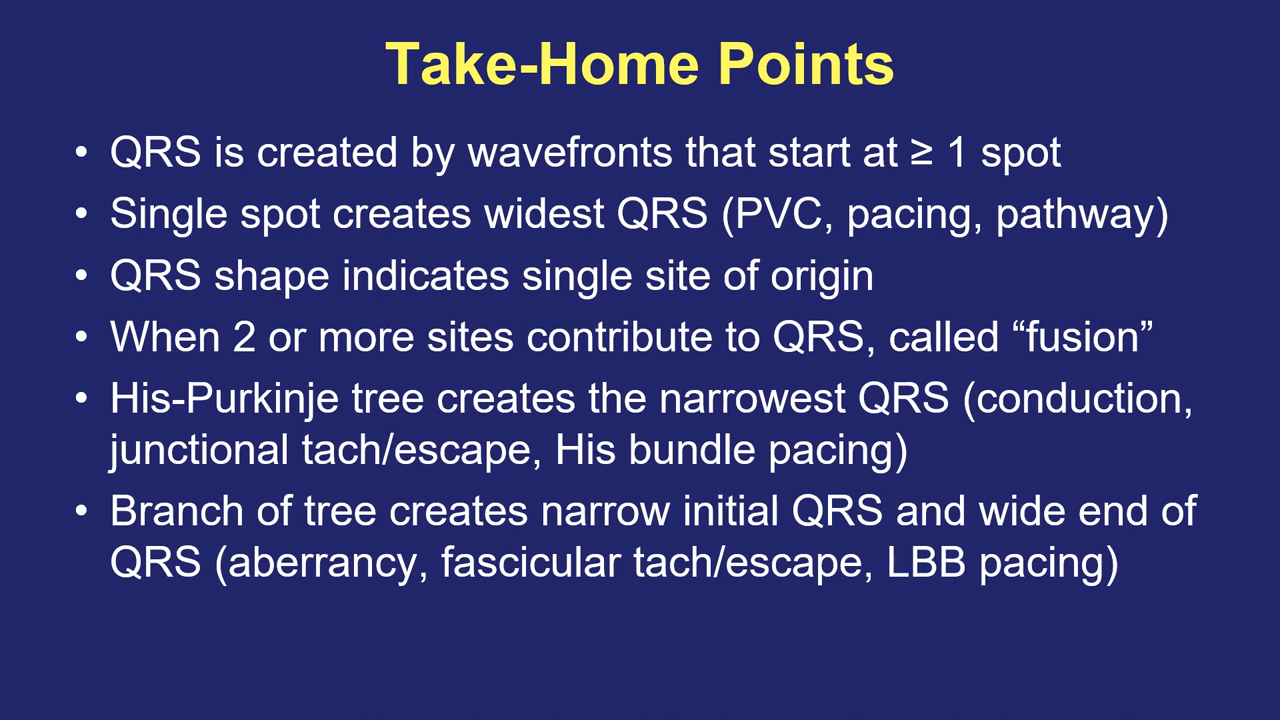 Take-Home Points
• QRS is created by wavefronts that start at ≥ 1 spot
• Single spot creates widest QRS (PVC, pacing, pathway)
• QRS shape indicates single site of origin
• When 2 or more sites contribute to QRS, called “fusion”
• His-Purkinje tree creates the narrowest QRS (conduction,
junctional tach/escape, His bundle pacing)
• Branch of tree creates narrow initial QRS and wide end of
QRS (aberrancy, fascicular tach/escape, LBB pacing)